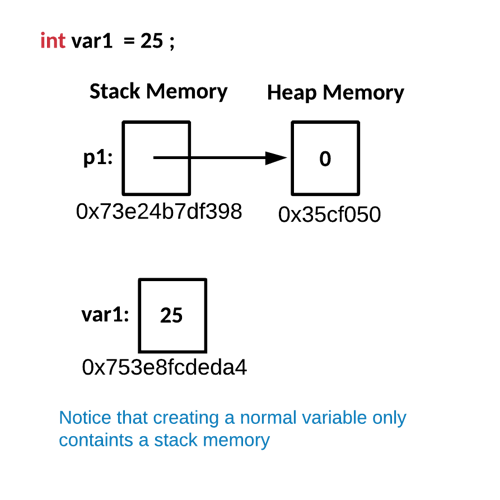 int var1 = 25 ;
Stack Memory Heap Memory
p1: 0
0x73e24b7df398 0x35cf050
var1: 25
0x753e8fcdeda4
Notice that creating a normal variable only
containts a stack memory